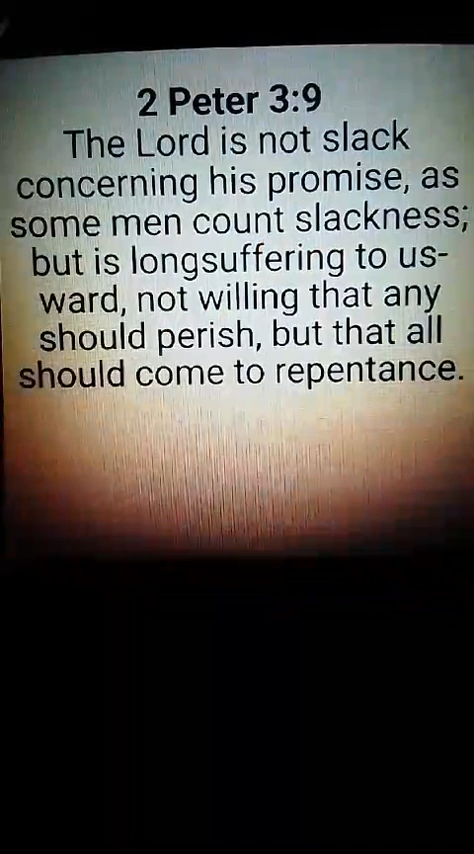 2 Peter 3:9
The Lord is not slack
concerning his promise, as
some men count slackness;
but is longsuffering to us-
ward, not willing that any
should perish, but that all
should come to repentance.